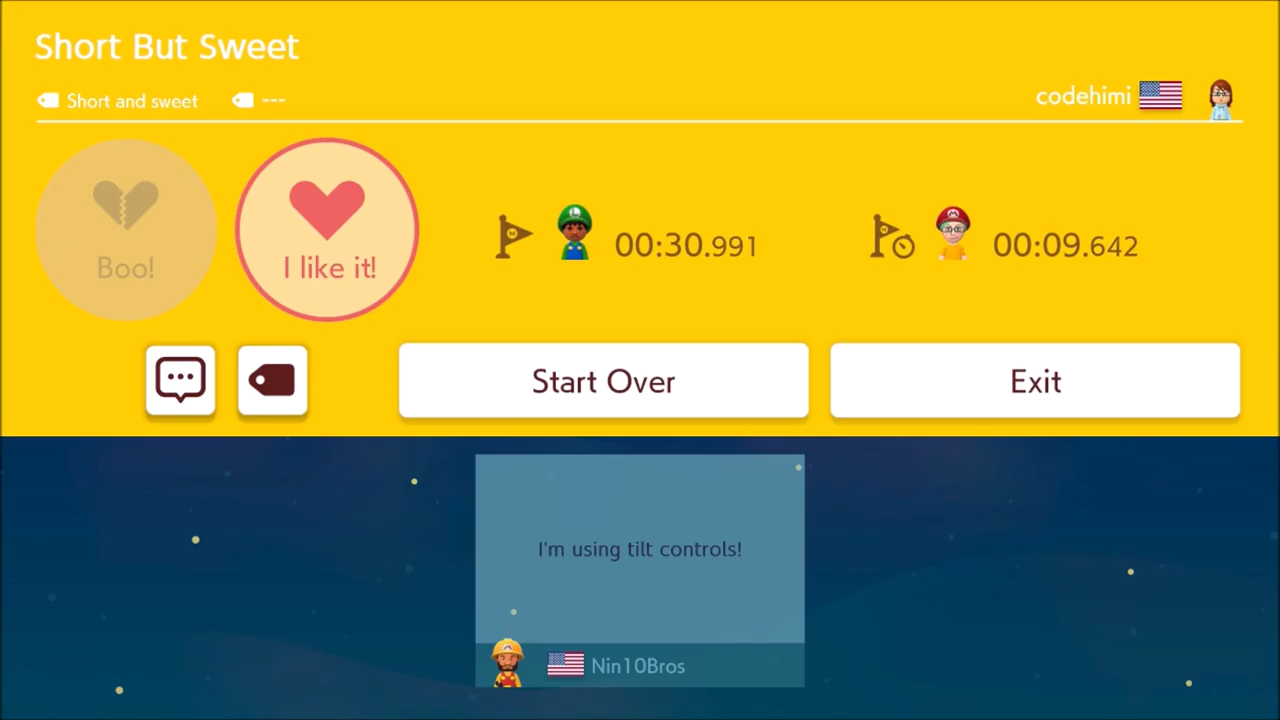 Short But Sweet
Short and sweet
---
codehimi
Boo!
I like it!
00:30.991
00:09.642
Start Over
Exit
I'm using tilt controls!
Nin10Bros